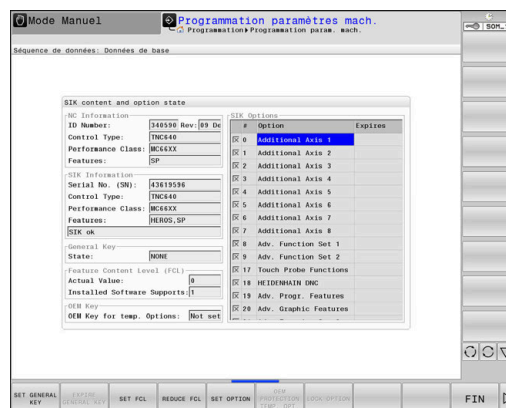 Mode Manuel
Programmation paramètres mach.
Programmation Programmation param. mach.
Séquence de données: Données de base
SIK content and option state
NC Information
ID Number: 340590 Rev: 09 De
Control Type: TNC640
Performance Class: MC66XX
Features: SP
SIK Information
Serial No. (SN): 43619596
Control Type: TNC640
Performance Class: MC66XX
Features: HEROS,SP
SIK ok
General Key
State: NONE
Feature Content Level (FCL)
Actual Value: 0
Installed Software Supports: 1
OEM Key
OEM Key for temp. Options: Not set
SIK Options
# Option Expires
0 Additional Axis 1
1 Additional Axis 2
2 Additional Axis 3
3 Additional Axis 4
4 Additional Axis 5
5 Additional Axis 6
6 Additional Axis 7
7 Additional Axis 8
8 Adv. Function Set 1
9 Adv. Function Set 2
17 Touch Probe Functions
18 HEIDENHAIN DNC
19 Adv. Progr. Features
20 Adv. Graphic Features
SET GENERAL KEY
EXPIRE GENERAL KEY
SET FCL
REDUCE FCL
SET OPTION
OEM PROTECTION TEMP. OPT.
LOCK OPTION
FIN